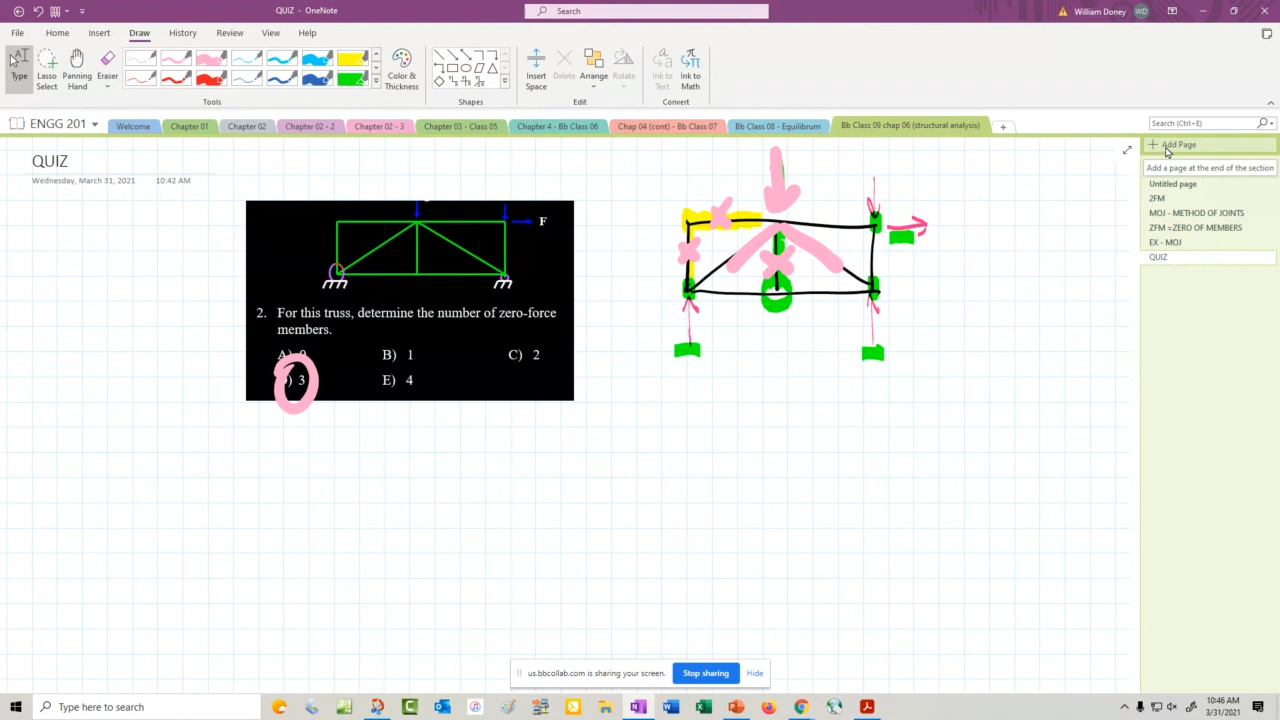 QUIZ - OneNote
Search
William Doney
WD
File
Home
Insert
Draw
History
Review
View
Help
Type
Lasso Select
Panning Hand
Eraser
Color & Thickness
Insert Space
Delete
Arrange
Rotate
Ink to Text
Ink to Math
Tools
Shapes
Edit
Convert
ENGG 201
Welcome
Chapter 01
Chapter 02
Chapter 02 - 2
Chapter 02 - 3
Chapter 03 - Class 05
Chapter 4 - Bb Class 06
Chap 04 (cont) - Bb Class 07
Bb Class 08 - Equilibrium
Bb Class 09 chap 06 (structural analysis)
Search (Ctrl+E)
Add Page
Add a page at the end of the section
Untitled page
2FM
MOJ - METHOD OF JOINTS
ZFM =ZERO OF MEMBERS
EX - MOJ
QUIZ
QUIZ
Wednesday, March 31, 2021 10:42 AM
F
2. For this truss, determine the number of zero-force
members.
A) 0 B) 1 C) 2
) 3 E) 4
us.bbcollab.com is sharing your screen.
Stop sharing
Hide
Type here to search
10:46 AM
3/31/2021